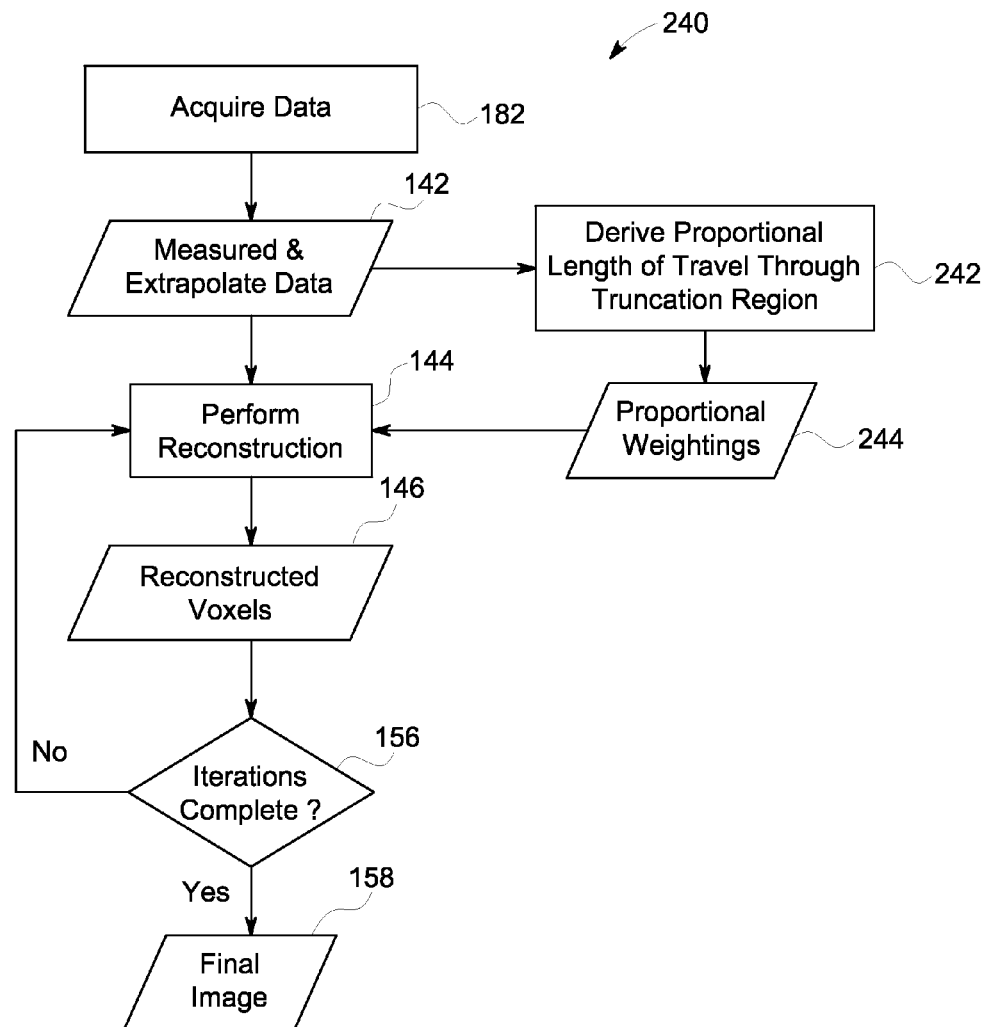 240
Acquire Data
182
142
Measured &
Extrapolate Data
Derive Proportional
Length of Travel Through
Truncation Region
242
144
Perform
Reconstruction
Proportional
Weightings
244
146
Reconstructed
Voxels
No
156
Iterations
Complete ?
Yes
158
Final
Image